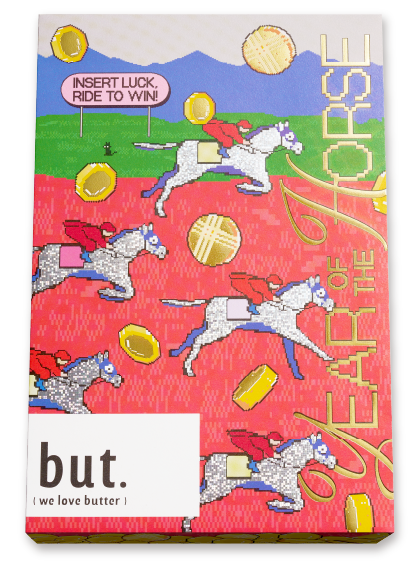 INSERT LUCK,
RIDE TO WIN!
YEAR OF THE HORSE
but.
( we love butter )